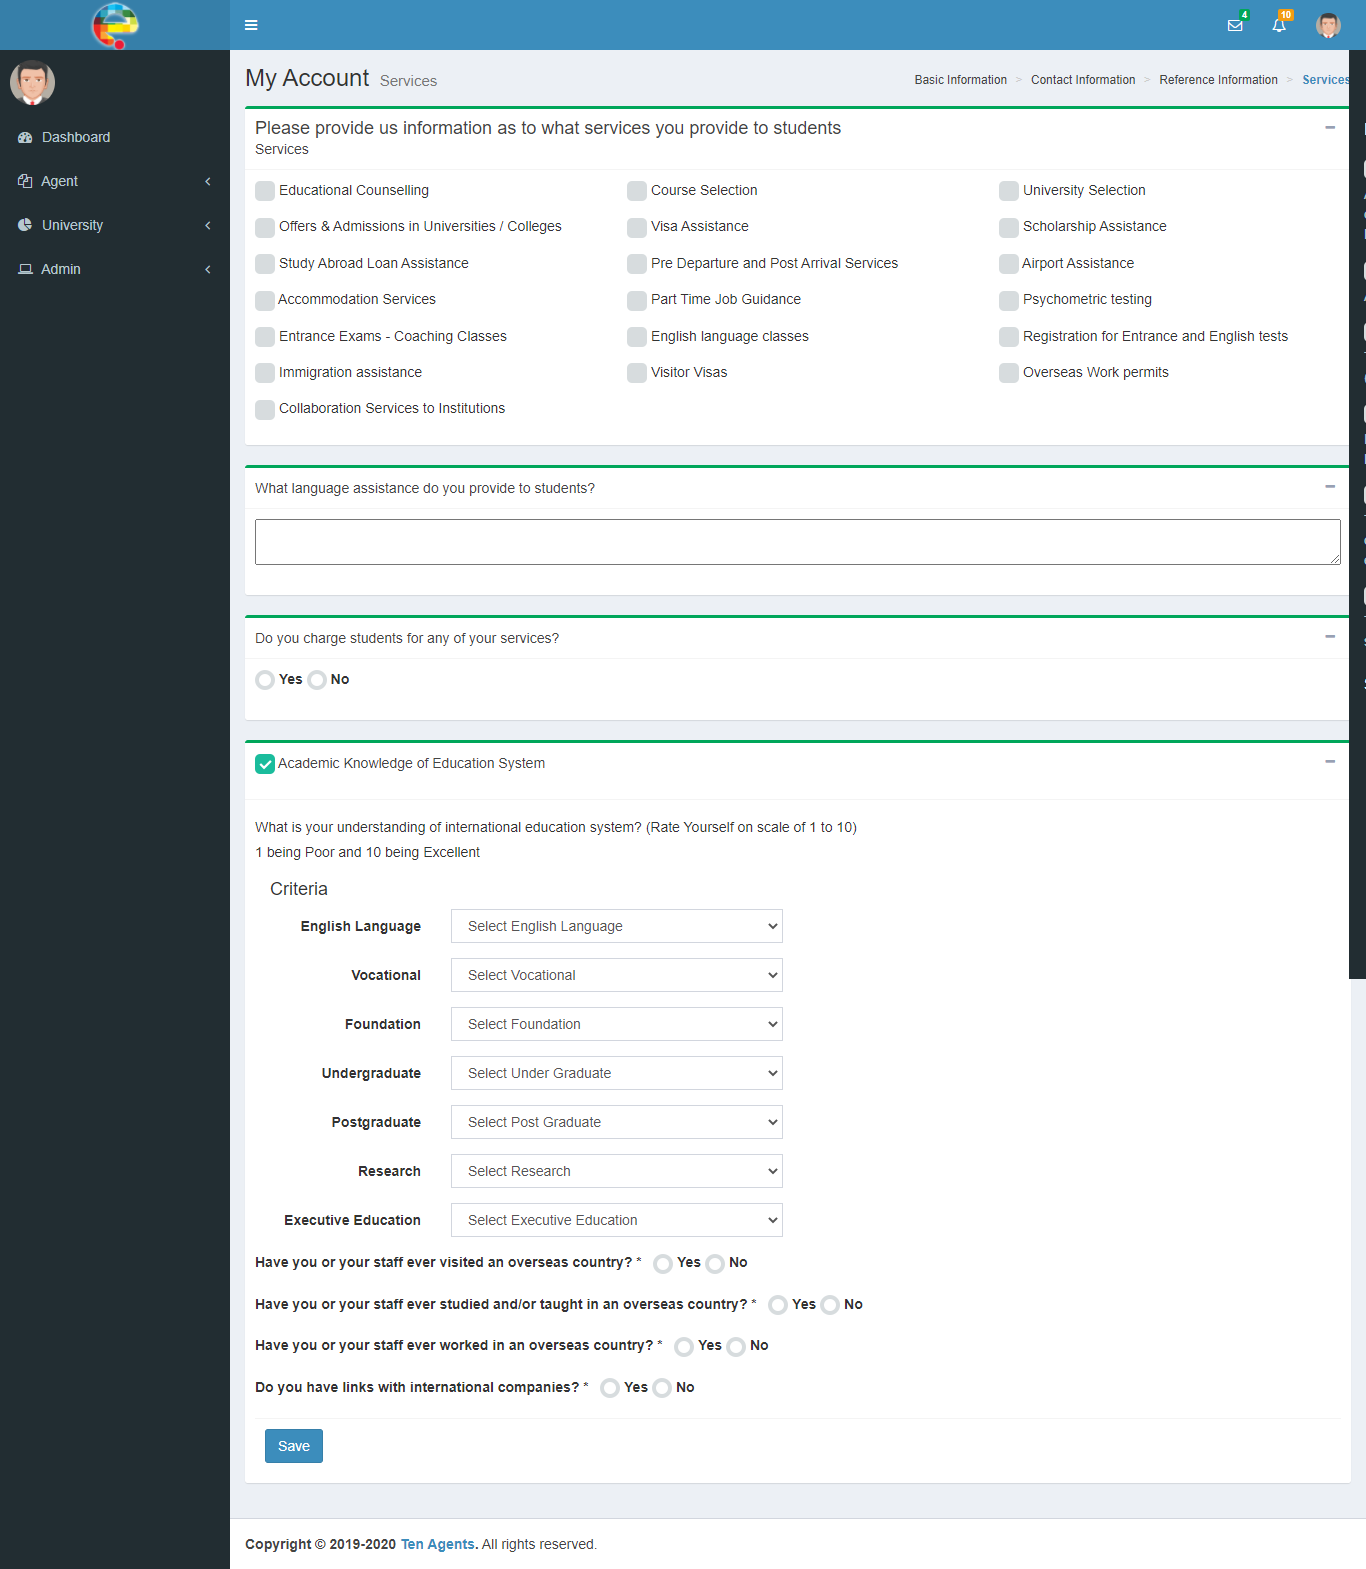 4
10
My Account Services
Basic Information > Contact Information > Reference Information > Services
Dashboard
Agent
University
Admin
Please provide us information as to what services you provide to students
Services
Educational Counselling
Course Selection
University Selection
Offers & Admissions in Universities / Colleges
Visa Assistance
Scholarship Assistance
Study Abroad Loan Assistance
Pre Departure and Post Arrival Services
Airport Assistance
Accommodation Services
Part Time Job Guidance
Psychometric testing
Entrance Exams - Coaching Classes
English language classes
Registration for Entrance and English tests
Immigration assistance
Visitor Visas
Overseas Work permits
Collaboration Services to Institutions
What language assistance do you provide to students?
Do you charge students for any of your services?
Yes No
Academic Knowledge of Education System
What is your understanding of international education system? (Rate Yourself on scale of 1 to 10)
1 being Poor and 10 being Excellent
Criteria
English Language Select English Language
Vocational Select Vocational
Foundation Select Foundation
Undergraduate Select Under Graduate
Postgraduate Select Post Graduate
Research Select Research
Executive Education Select Executive Education
Have you or your staff ever visited an overseas country? * Yes No
Have you or your staff ever studied and/or taught in an overseas country? * Yes No
Have you or your staff ever worked in an overseas country? * Yes No
Do you have links with international companies? * Yes No
Save
Copyright © 2019-2020 Ten Agents. All rights reserved.